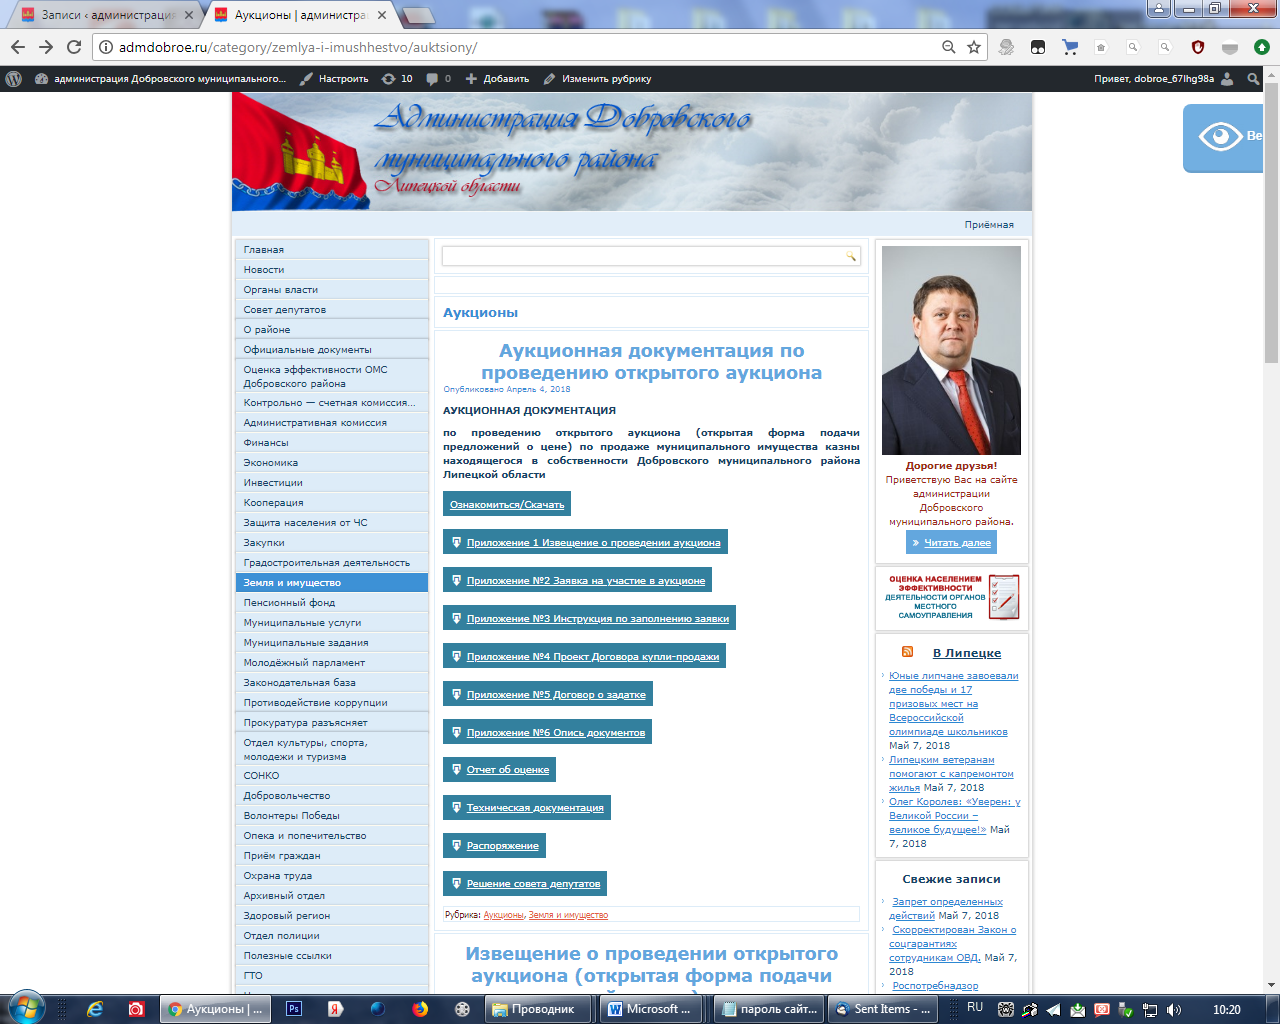 Записи ‹ администрация
Аукционы | администра
admdobroe.ru/category/zemlya-i-imushhestvo/auktsiony/
администрация Добровского муниципального…
Настроить
10
0
Добавить
Изменить рубрику
Привет, dobroe_67lhg98a
Администрация Добровского
муниципального района
Липецкой области
Ве
Приёмная
Главная
Новости
Органы власти
Совет депутатов
О районе
Официальные документы
Оценка эффективности ОМС
Добровского района
Контрольно — счетная комиссия…
Административная комиссия
Финансы
Экономика
Инвестиции
Кооперация
Защита населения от ЧС
Закупки
Градостроительная деятельность
Земля и имущество
Пенсионный фонд
Муниципальные услуги
Муниципальные задания
Молодёжный парламент
Законодательная база
Противодействие коррупции
Прокуратура разъясняет
Отдел культуры, спорта,
молодежи и туризма
СОНКО
Добровольчество
Волонтеры Победы
Опека и попечительство
Приём граждан
Охрана труда
Архивный отдел
Здоровый регион
Отдел полиции
Полезные ссылки
ГТО
Аукционы
Аукционная документация по
проведению открытого аукциона
Опубликовано Апрель 4, 2018
АУКЦИОННАЯ ДОКУМЕНТАЦИЯ
по проведению открытого аукциона (открытая форма подачи
предложений о цене) по продаже муниципального имущества казны
находящегося в собственности Добровского муниципального района
Липецкой области
Ознакомиться/Скачать
Приложение 1 Извещение о проведении аукциона
Приложение №2 Заявка на участие в аукционе
Приложение №3 Инструкция по заполнению заявки
Приложение №4 Проект Договора купли-продажи
Приложение №5 Договор о задатке
Приложение №6 Опись документов
Отчет об оценке
Техническая документация
Распоряжение
Решение совета депутатов
Рубрика: Аукционы, Земля и имущество
Извещение о проведении открытого
аукциона (открытая форма подачи
Дорогие друзья!
Приветствую Вас на сайте
администрации
Добровского
муниципального района.
» Читать далее
ОЦЕНКА НАСЕЛЕНИЕМ
ЭФФЕКТИВНОСТИ
ДЕЯТЕЛЬНОСТИ ОРГАНОВ
МЕСТНОГО
САМОУПРАВЛЕНИЯ
В Липецке
Юные липчане завоевали
две победы и 17
призовых мест на
Всероссийской
олимпиаде школьников
Май 7, 2018
Липецким ветеранам
помогают с капремонтом
жилья Май 7, 2018
Олег Королев: «Уверен: у
Великой России –
великое будущее!» Май
7, 2018
Свежие записи
Запрет определенных
действий Май 7, 2018
Скорректирован Закон о
соцгарантиях
сотрудникам ОВД. Май 7,
2018
Роспотребнадзор
Аукционы | ...
Ps
Проводник
Microsoft ...
пароль сайт...
Sent Items - ...
RU
10:20